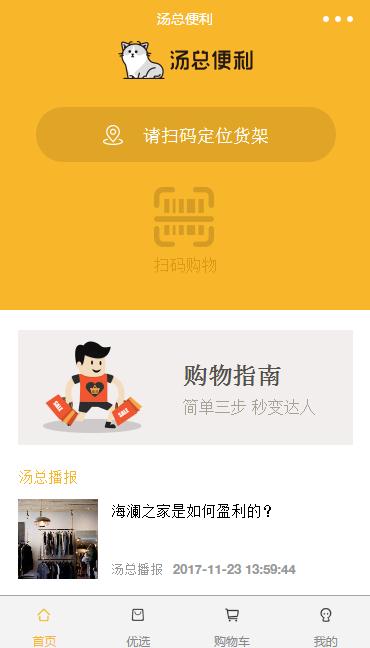 汤总便利
汤总便利
请扫码定位货架
扫码购物
购物指南
简单三步 秒变达人
SALE
SALE
汤总播报
海澜之家是如何盈利的？
汤总播报 2017-11-23 13:59:44
首页 优选 购物车 我的